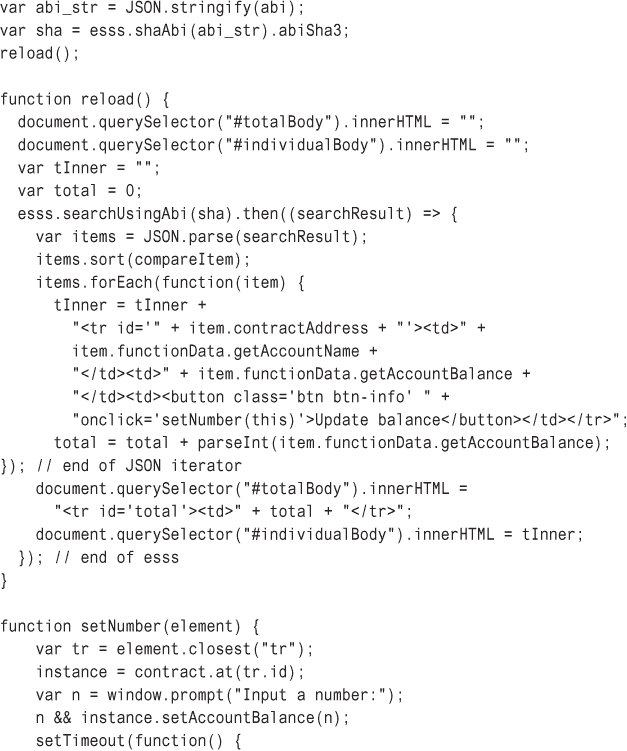 var abi_str = JSON.stringify(abi);
var sha = esss.shaAbi(abi_str).abiSha3;
reload();

function reload() {
  document.querySelector("#totalBody").innerHTML = "";
  document.querySelector("#individualBody").innerHTML = "";
  var tInner = "";
  var total = 0;
  esss.searchUsingAbi(sha).then((searchResult) => {
    var items = JSON.parse(searchResult);
    items.sort(compareItem);
    items.forEach(function(item) {
      tInner = tInner +
        "<tr id='" + item.contractAddress + "'><td>" +
        item.functionData.getAccountName +
        "</td><td>" + item.functionData.getAccountBalance +
        "</td><td><button class='btn btn-info' " +
        "onclick='setNumber(this)'>Update balance</button></td></tr>";
      total = total + parseInt(item.functionData.getAccountBalance);
}); // end of JSON iterator
    document.querySelector("#totalBody").innerHTML =
      "<tr id='total'><td>" + total + "</tr>";
    document.querySelector("#individualBody").innerHTML = tInner;
  }); // end of esss
}

function setNumber(element) {
    var tr = element.closest("tr");
    instance = contract.at(tr.id);
    var n = window.prompt("Input a number:");
    n && instance.setAccountBalance(n);
    setTimeout(function() {